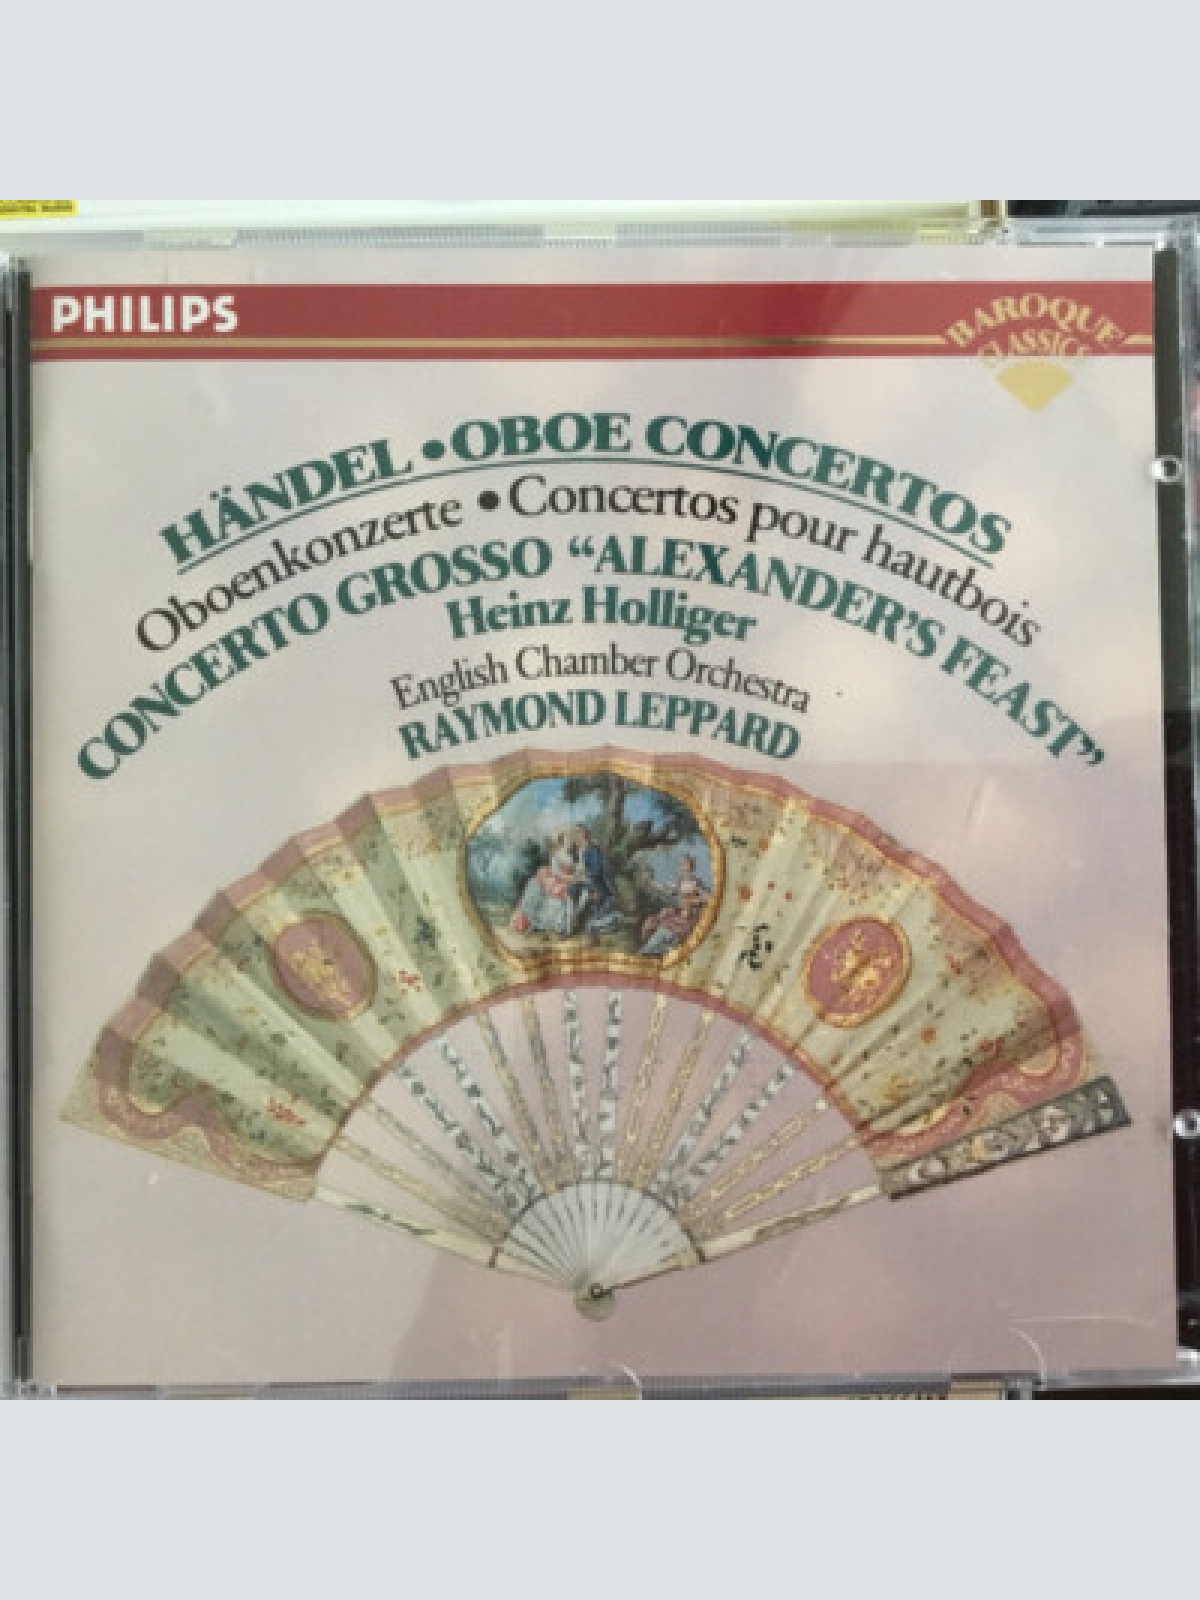 PHILIPS
BAROQUE
CLASSICS
HÄNDEL • OBOE CONCERTOS
Oboenkonzerte • Concertos pour hautbois
CONCERTO GROSSO “ALEXANDER'S FEAST”
Heinz Holliger
English Chamber Orchestra
RAYMOND LEPPARD